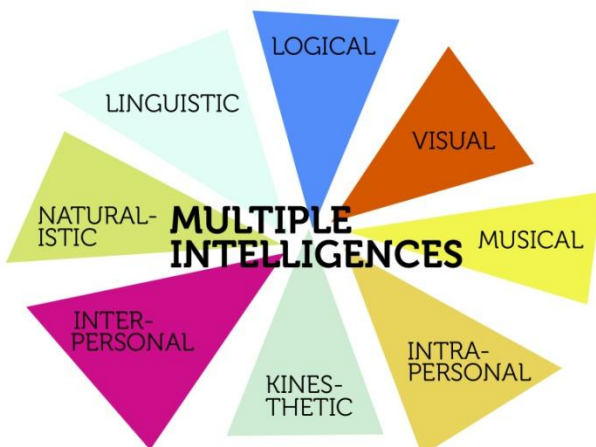 LOGICAL
LINGUISTIC
VISUAL
NATURAL-
ISTIC
MULTIPLE
INTELLIGENCES
MUSICAL
INTER-
PERSONAL
INTRA-
PERSONAL
KINES-
THETIC